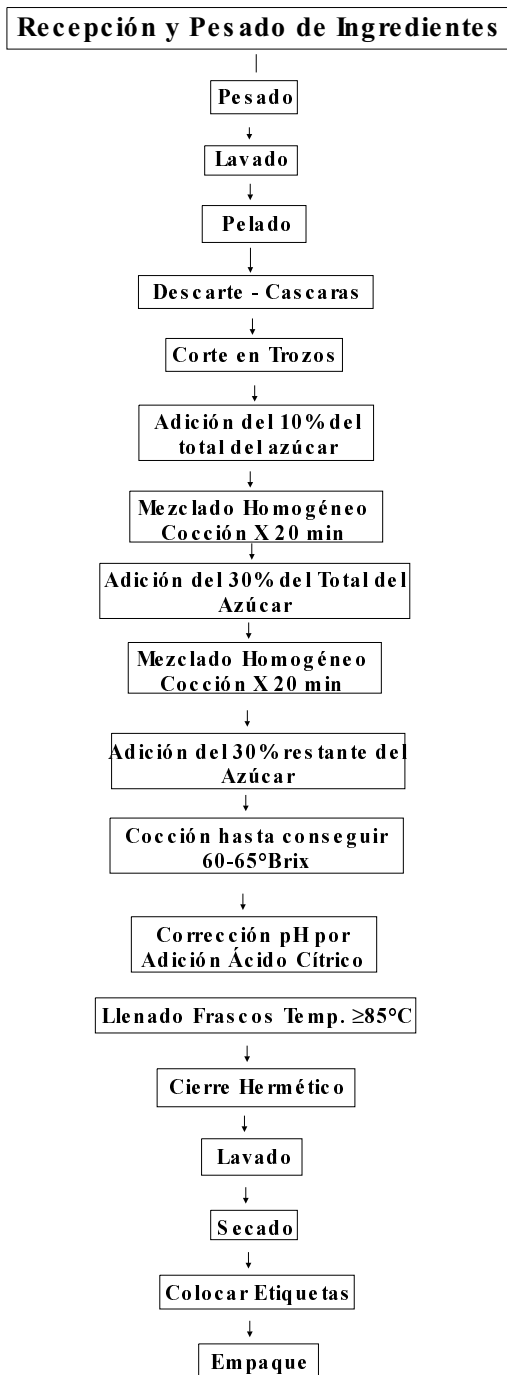 Recepción y Pesado de Ingredientes
Pesado
Lavado
Pelado
Descarte - Cascaras
Corte en Trozos
Adición del 10% del
total del azúcar
Mezclado Homogéneo
Cocción X 20 min
Adición del 30% del Total del
Azúcar
Mezclado Homogéneo
Cocción X 20 min
Adición del 30% restante del
Azúcar
Cocción hasta conseguir
60-65°Brix
Corrección pH por
Adición Ácido Cítrico
Llenado Frascos Temp. ≥85°C
Cierre Hermético
Lavado
Secado
Colocar Etiquetas
Empaque